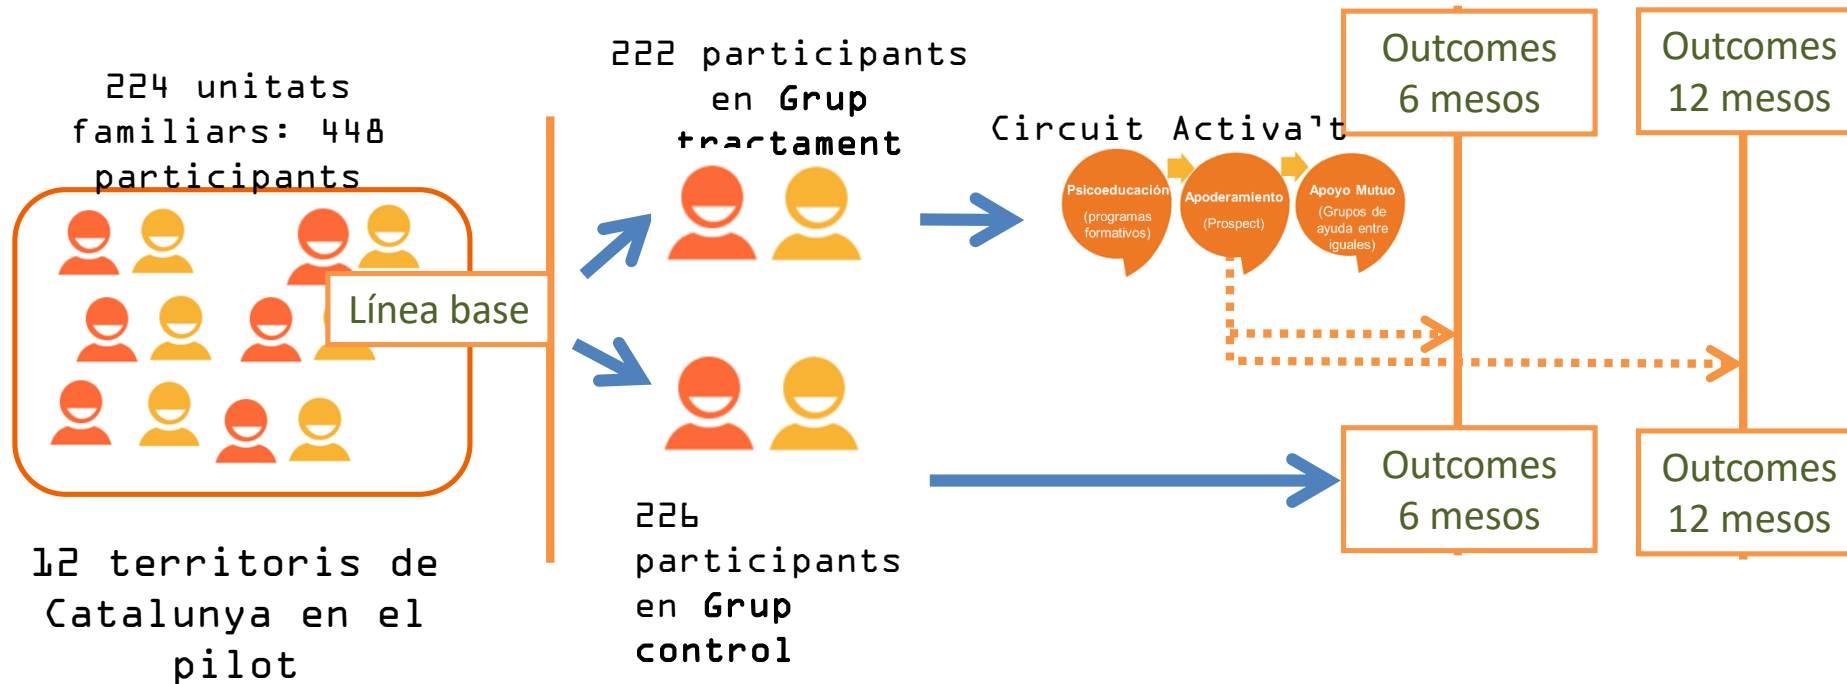 224 unitats
familiars: 448
participants
Línea base
12 territoris de
Catalunya en el
pilot
222 participants
en Grup
tractament
226
participants
en Grup
control
Circuit Activa't
Psicoeducación
(programas
formativos)
Apoderamiento
(Prospect)
Apoyo Mutuo
(Grupos de
ayuda entre
iguales)
Outcomes
6 mesos
Outcomes
12 mesos
Outcomes
6 mesos
Outcomes
12 mesos